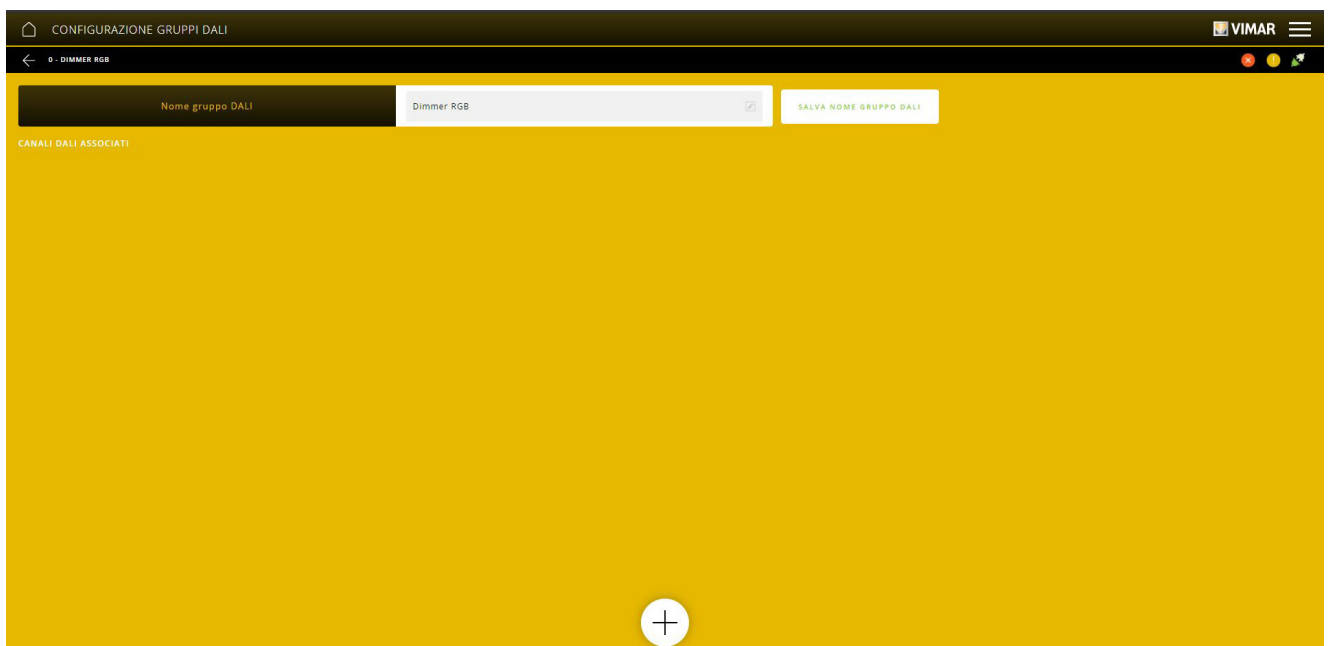 CONFIGURAZIONE GRUPPI DALI
VIMAR
0 - DIMMER RGB
Nome gruppo DALI
Dimmer RGB
SALVA NOME GRUPPO DALI
CANALI DALI ASSOCIATI